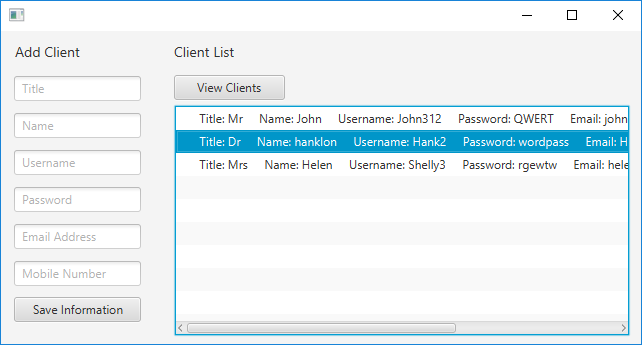 Add Client
Title
Name
Username
Password
Email Address
Mobile Number
Save Information
Client List
View Clients
Title: Mr Name: John Username: John312 Password: QWERT Email: john
Title: Dr Name: hanklon Username: Hank2 Password: wordpass Email: H
Title: Mrs Name: Helen Username: Shelly3 Password: rgewtw Email: hele